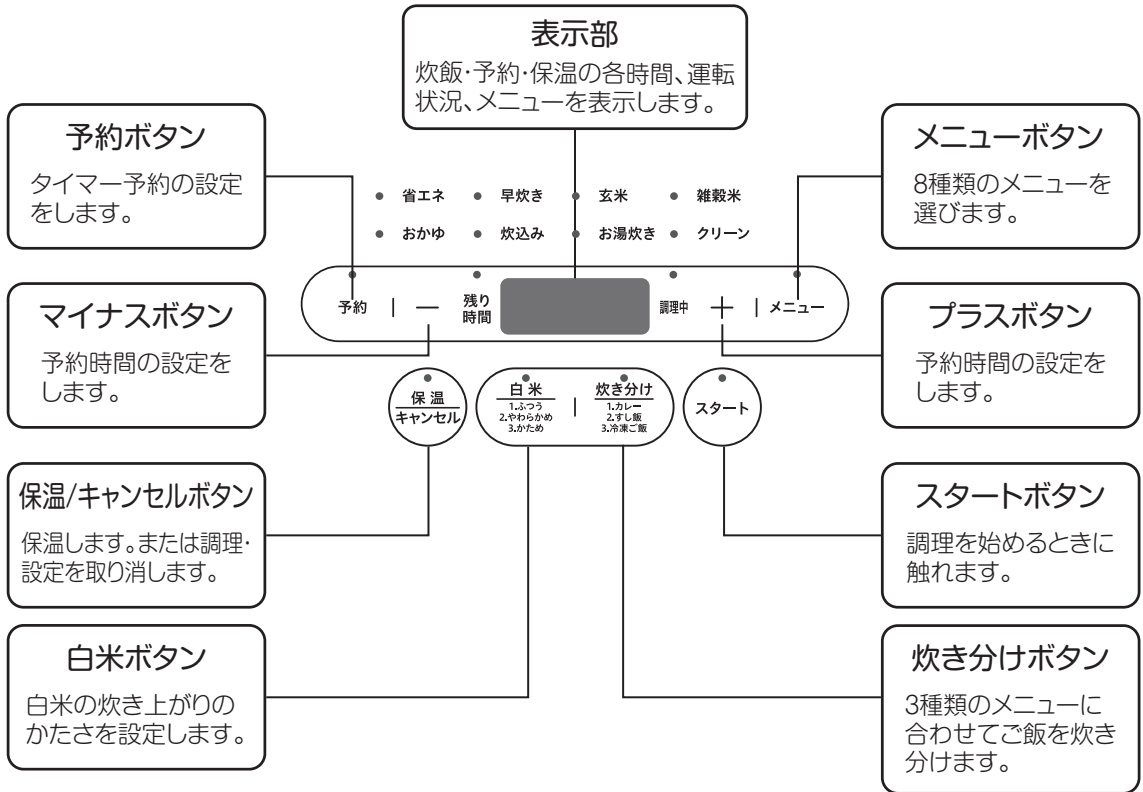 表示部
炊飯･予約･保温の各時間、運転
状況、メニューを表示します。
予約ボタン
タイマー予約の設定
をします。
メニューボタン
8種類のメニューを
選びます。
省エネ 早炊き 玄米 雑穀米
おかゆ 炊込み お湯炊き クリーン
予約 | － 残り
時間
調理中 ＋ | メニュー
マイナスボタン
予約時間の設定を
します。
プラスボタン
予約時間の設定を
します。
保温
キャンセル
白米
1.ふつう
2.やわらかめ
3.かため
|
炊き分け
1.カレー
2.すし飯
3.冷凍ご飯
スタート
保温/キャンセルボタン
保温します。または調理･
設定を取り消します。
スタートボタン
調理を始めるときに
触れます。
白米ボタン
白米の炊き上がりの
かたさを設定します。
炊き分けボタン
3種類のメニューに
合わせてご飯を炊き
分けます。